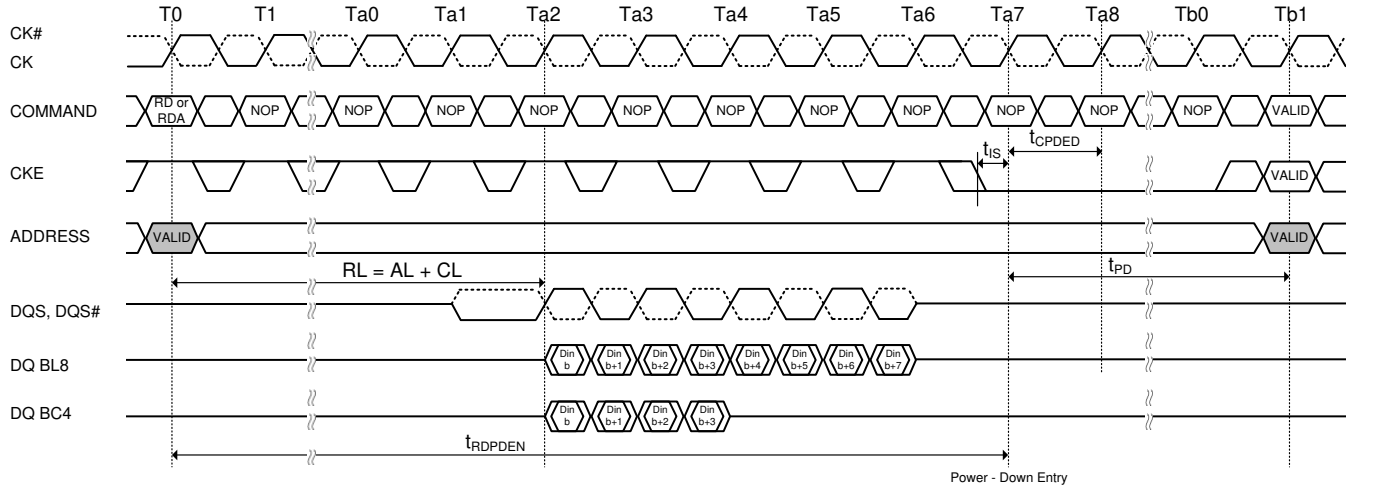 T0 T1 Ta0 Ta1 Ta2 Ta3 Ta4 Ta5 Ta6 Ta7 Ta8 Tb0 Tb1
CK#
CK
COMMAND RD or RDA NOP NOP NOP NOP NOP NOP NOP NOP NOP NOP NOP VALID
tIS tCPDED
CKE VALID
ADDRESS VALID VALID
RL = AL + CL tPD
DQS, DQS#
DQ BL8 Din b Din b+1 Din b+2 Din b+3 Din b+4 Din b+5 Din b+6 Din b+7
DQ BC4 Din b Din b+1 Din b+2 Din b+3
tRDPDEN
Power - Down Entry